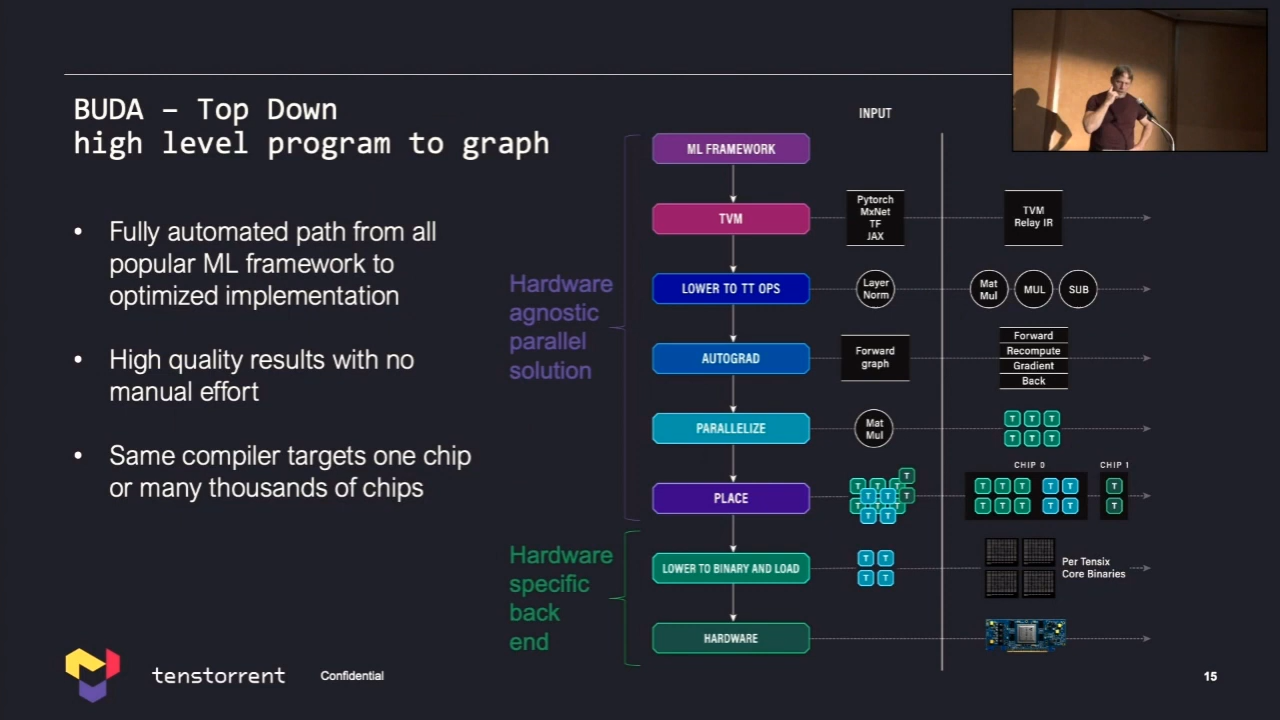 BUDA – Top Down
high level program to graph
• Fully automated path from all
popular ML framework to
optimized implementation
• High quality results with no
manual effort
• Same compiler targets one chip
or many thousands of chips
Hardware
agnostic
parallel
solution
Hardware
specific
back
end
INPUT
ML FRAMEWORK
TVM
Pytorch
MxNet
TF
JAX
TVM
Relay IR
LOWER TO TT OPS
Layer
Norm
Mat
Mul
MUL
SUB
AUTOGRAD
Forward
graph
Forward
Recompute
Gradient
Back
PARALLELIZE
Mat
Mul
T T T
T T T
PLACE
CHIP 0
CHIP 1
T T T T T
T T T T T
T
T
LOWER TO BINARY AND LOAD
T T
T T
Per Tensix
Core Binaries
HARDWARE
tenstorrent
Confidential
15